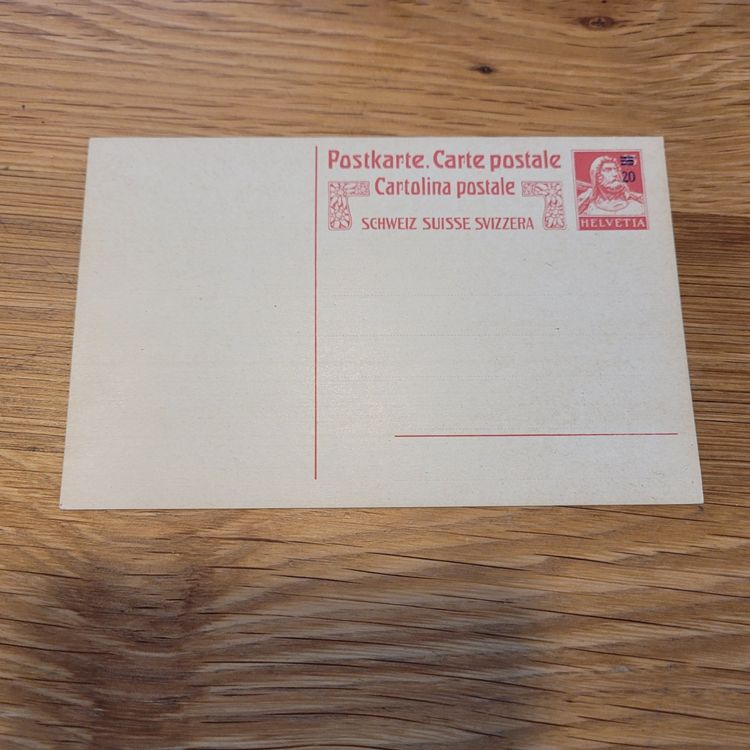 Postkarte. Carte postale
Cartolina postale
SCHWEIZ SUISSE SVIZZERA
20
HELVETIA